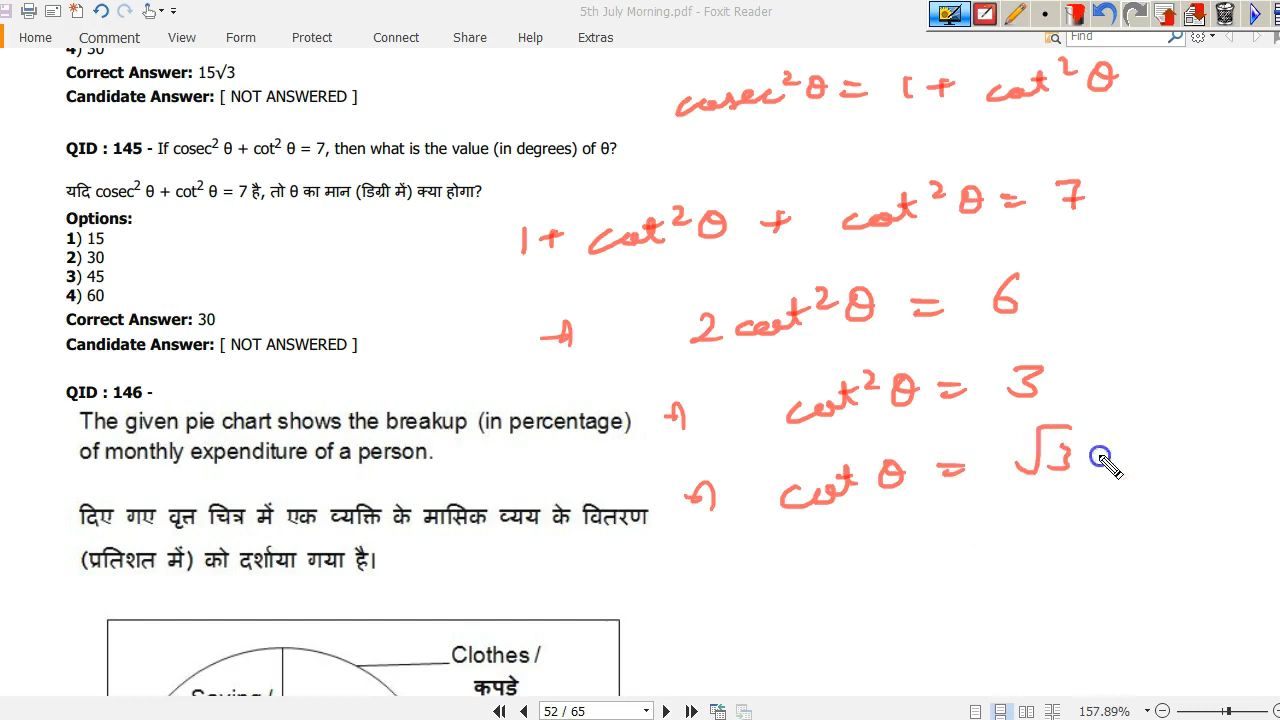 5th July Morning.pdf - Foxit Reader
Home Comment View Form Protect Connect Share Help Extras
Find
4) 30
Correct Answer: 15√3
Candidate Answer: [ NOT ANSWERED ]
QID : 145 - If cosec² θ + cot² θ = 7, then what is the value (in degrees) of θ?
यदि cosec² θ + cot² θ = 7 है, तो θ का मान (डिग्री में) क्या होगा?
Options:
1) 15
2) 30
3) 45
4) 60
Correct Answer: 30
Candidate Answer: [ NOT ANSWERED ]
QID : 146 -
The given pie chart shows the breakup (in percentage)
of monthly expenditure of a person.
दिए गए वृत्त चित्र में एक व्यक्ति के मासिक व्यय के वितरण
(प्रतिशत में) को दर्शाया गया है।
Clothes /
कपड़े
Saving /
cosec²θ = 1 + cot²θ
1 + cot²θ + cot²θ = 7
⇒ 2 cot²θ = 6
⇒ cot²θ = 3
⇒ cot θ = √3
52 / 65
157.89%